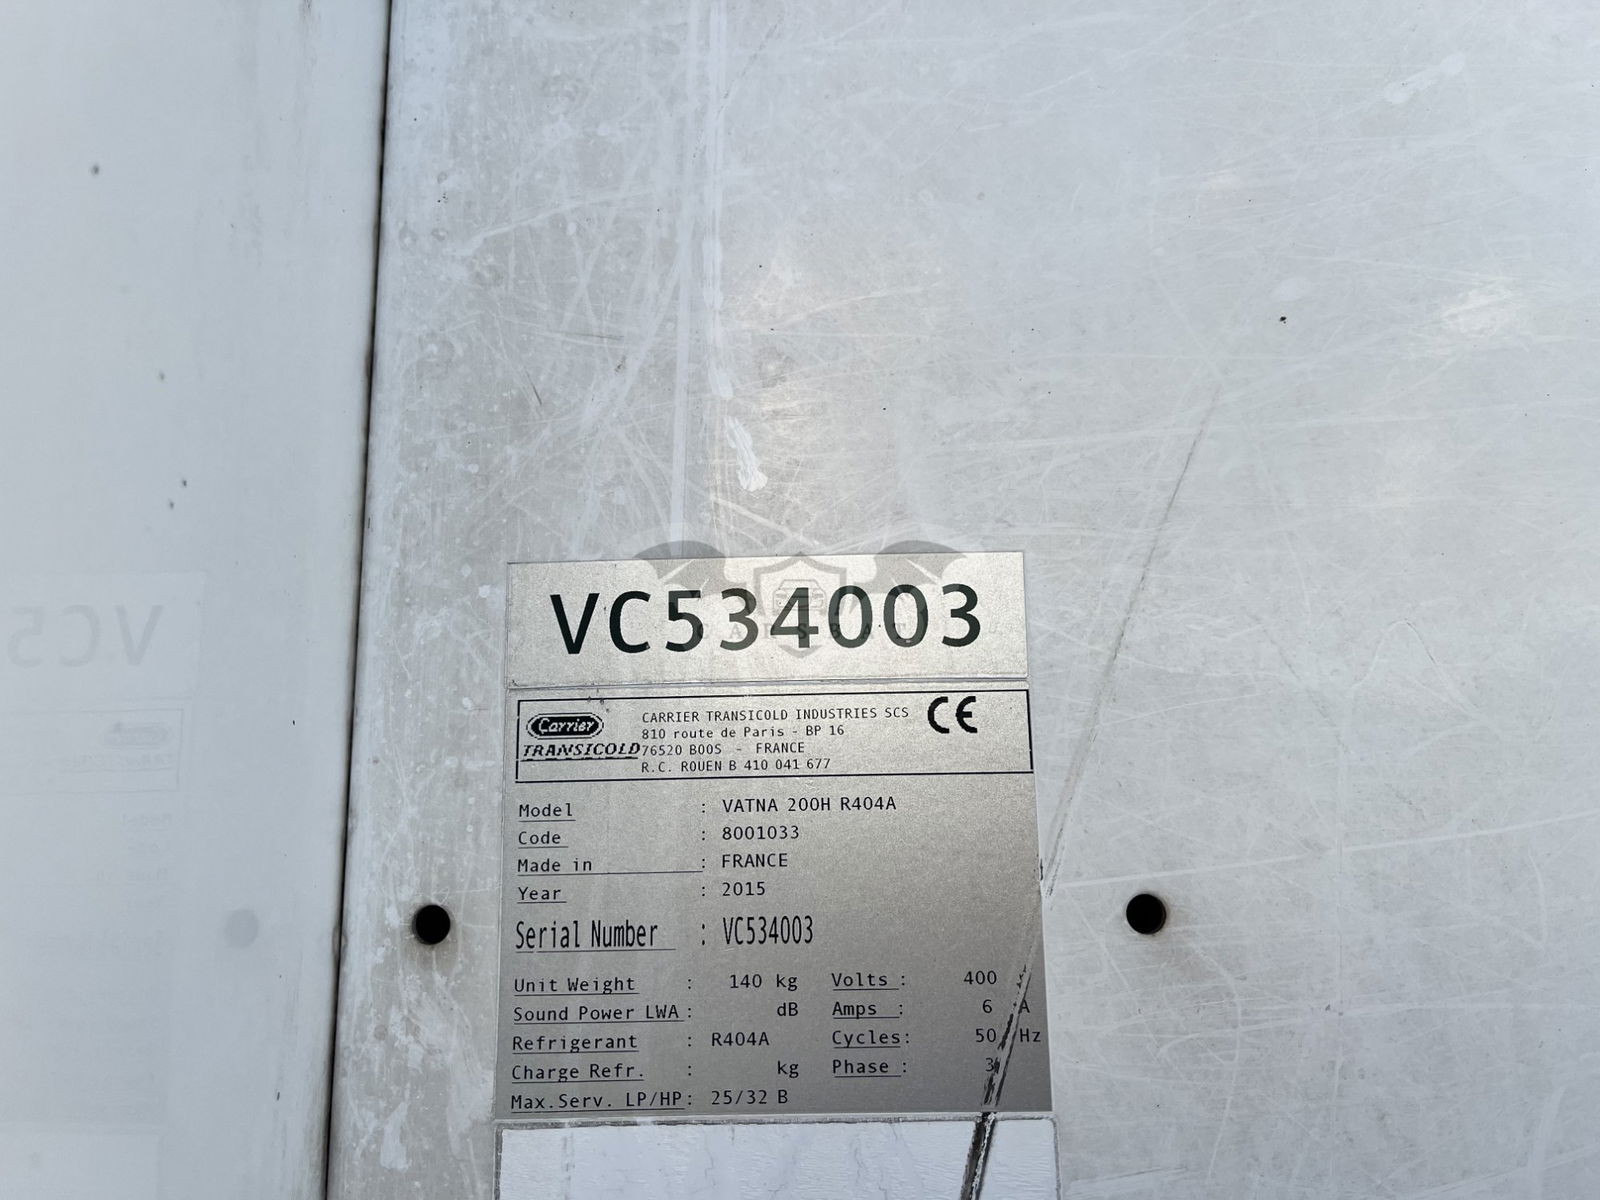 VC534003
Carrier
TRANSICOLD
CARRIER TRANSICOLD INDUSTRIES SCS
810 route de Paris - BP 16
76520 BOOS - FRANCE
R.C. ROUEN B 410 041 677
CE
Model : VATNA 200H R404A
Code : 8001033
Made in : FRANCE
Year : 2015
Serial Number : VC534003
Unit Weight : 140 kg Volts : 400
Sound Power LWA : dB Amps : 6 A
Refrigerant : R404A Cycles: 50 Hz
Charge Refr. : kg Phase : 3
Max.Serv. LP/HP: 25/32 B
VC5